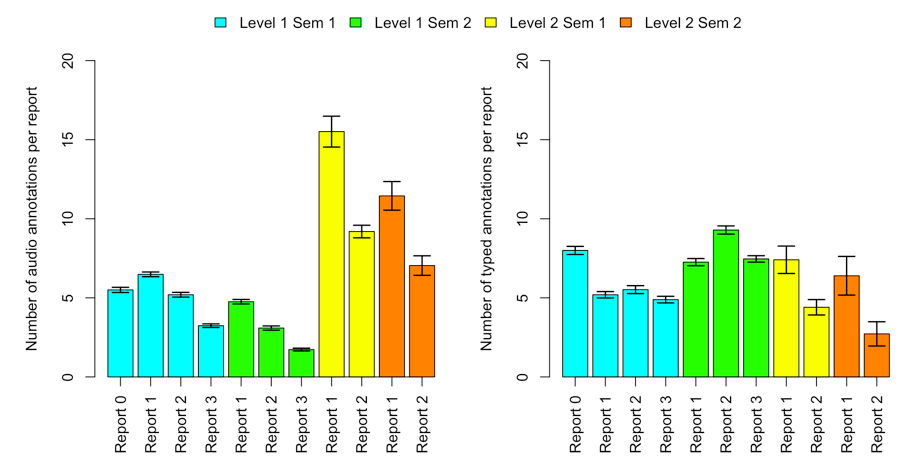 Level 1 Sem 1 Level 1 Sem 2 Level 2 Sem 1 Level 2 Sem 2
Number of audio annotations per report
20
15
10
5
0
Report 0
Report 1
Report 2
Report 3
Report 1
Report 2
Report 3
Report 1
Report 2
Report 1
Report 2
Number of typed annotations per report
20
15
10
5
0
Report 0
Report 1
Report 2
Report 3
Report 1
Report 2
Report 3
Report 1
Report 2
Report 1
Report 2